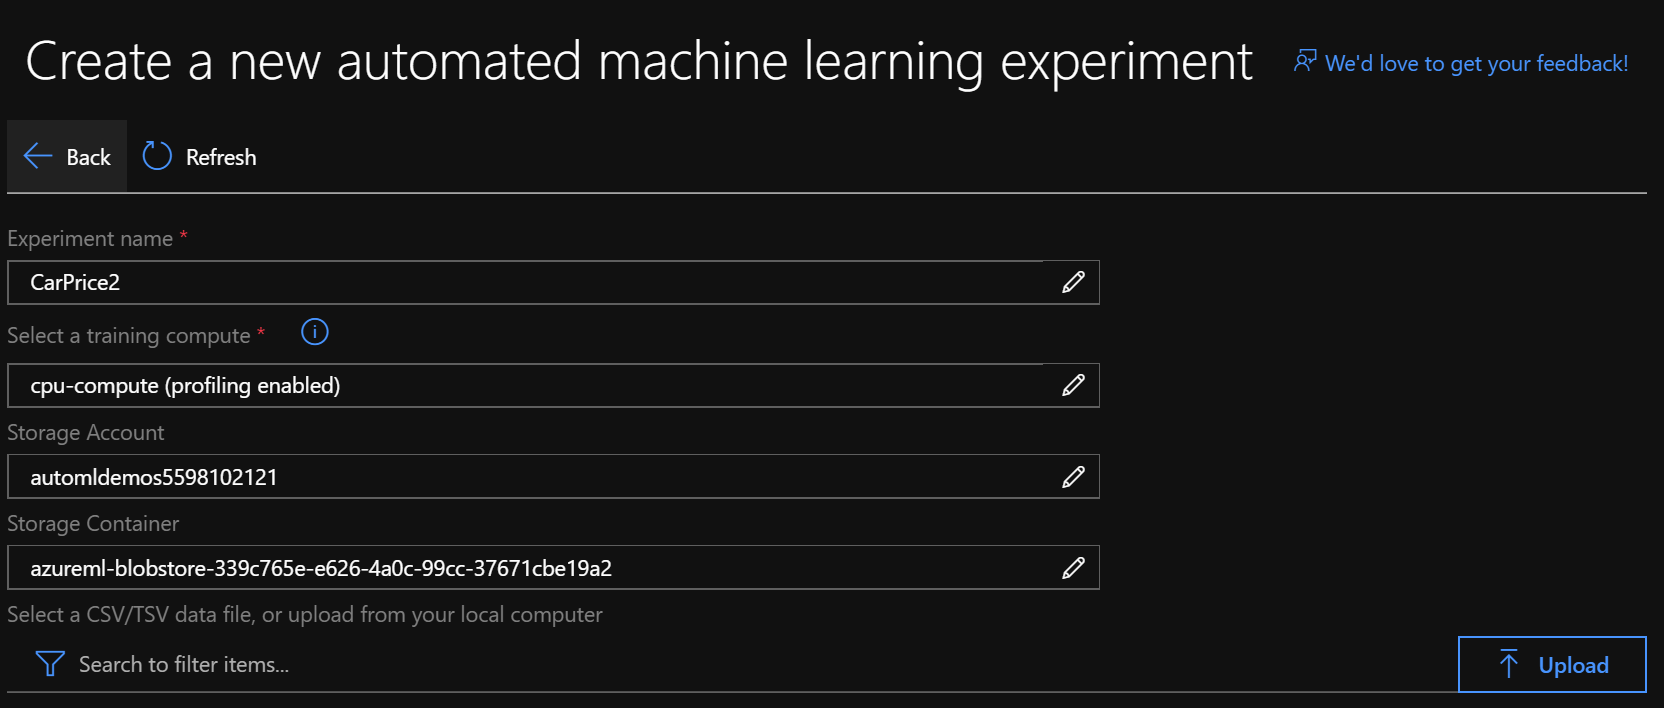 Create a new automated machine learning experiment
We'd love to get your feedback!
Back
Refresh
Experiment name *
CarPrice2
Select a training compute *
cpu-compute (profiling enabled)
Storage Account
automldemos5598102121
Storage Container
azureml-blobstore-339c765e-e626-4a0c-99cc-37671cbe19a2
Select a CSV/TSV data file, or upload from your local computer
Search to filter items...
Upload